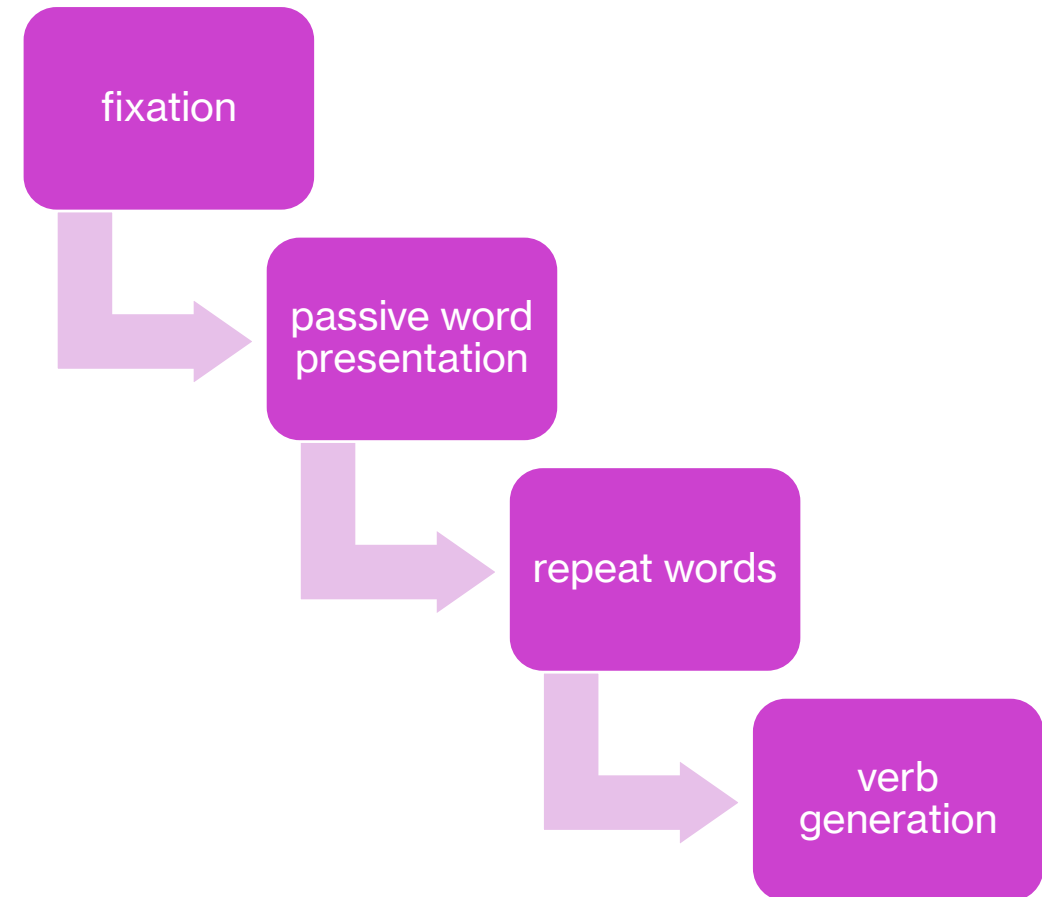 fixation
passive word
presentation
repeat words
verb
generation